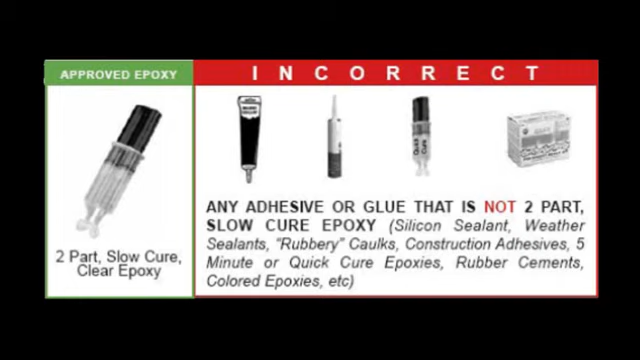 APPROVED EPOXY
INCORRECT
2 Part, Slow Cure,
Clear Epoxy
Quick
Cure
ANY ADHESIVE OR GLUE THAT IS NOT 2 PART,
SLOW CURE EPOXY (Silicon Sealant, Weather
Sealants, "Rubbery" Caulks, Construction Adhesives, 5
Minute or Quick Cure Epoxies, Rubber Cements,
Colored Epoxies, etc)